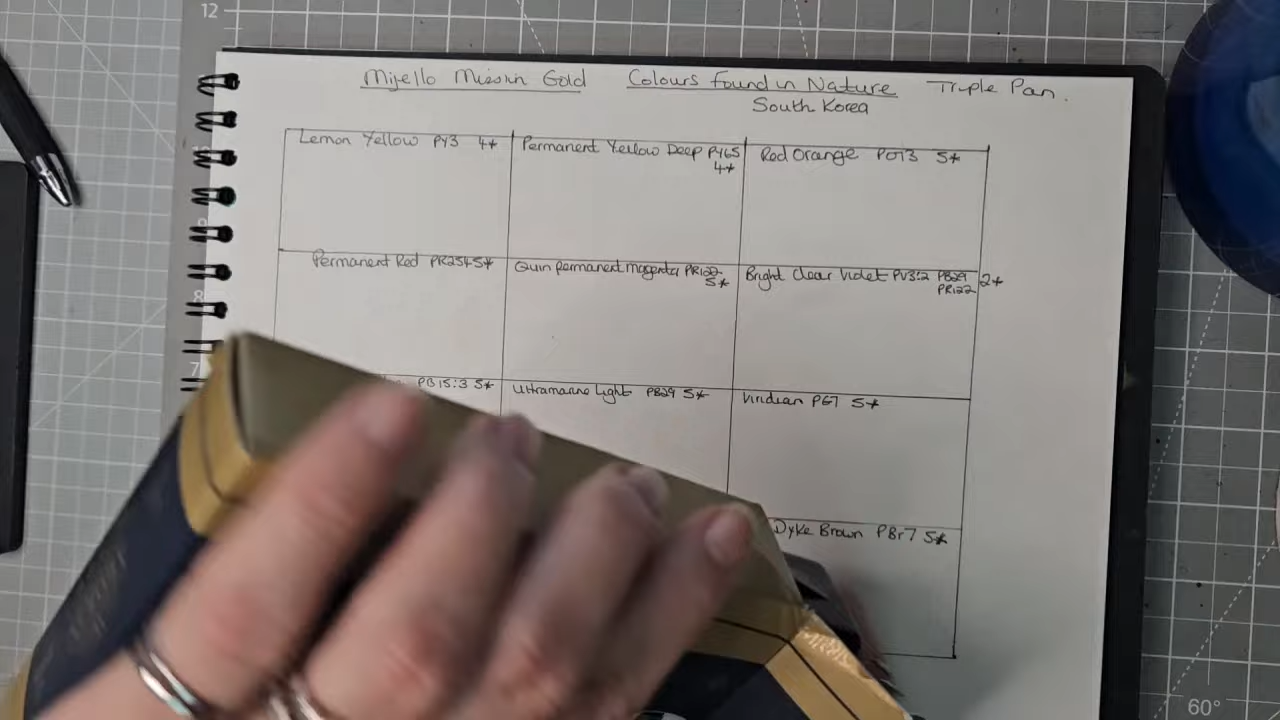 12
Mijello Mission Gold Colours Found in Nature Triple Pan.
South Korea
Lemon Yellow PY3 4*
Permanent Yellow Deep PY65
4*
Red Orange PO73 5*
Permanent Red PR254 5*
Quin Permanent Magenta PR122
5*
Bright Clear Violet PV3:2 PB29 2*
PR122
PB15:3 5*
Ultramarine Light PB29 5*
Viridian PG7 5*
Dyke Brown PBr7 5*
8
7
60°